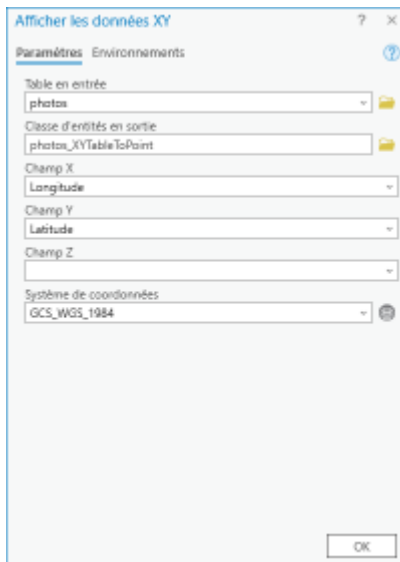 Afficher les données XY ? ×
Paramètres Environnements ?
Table en entrée
photos
Classe d'entités en sortie
photos_XYTableToPoint
Champ X
Longitude
Champ Y
Latitude
Champ Z
Système de coordonnées
GCS_WGS_1984
OK